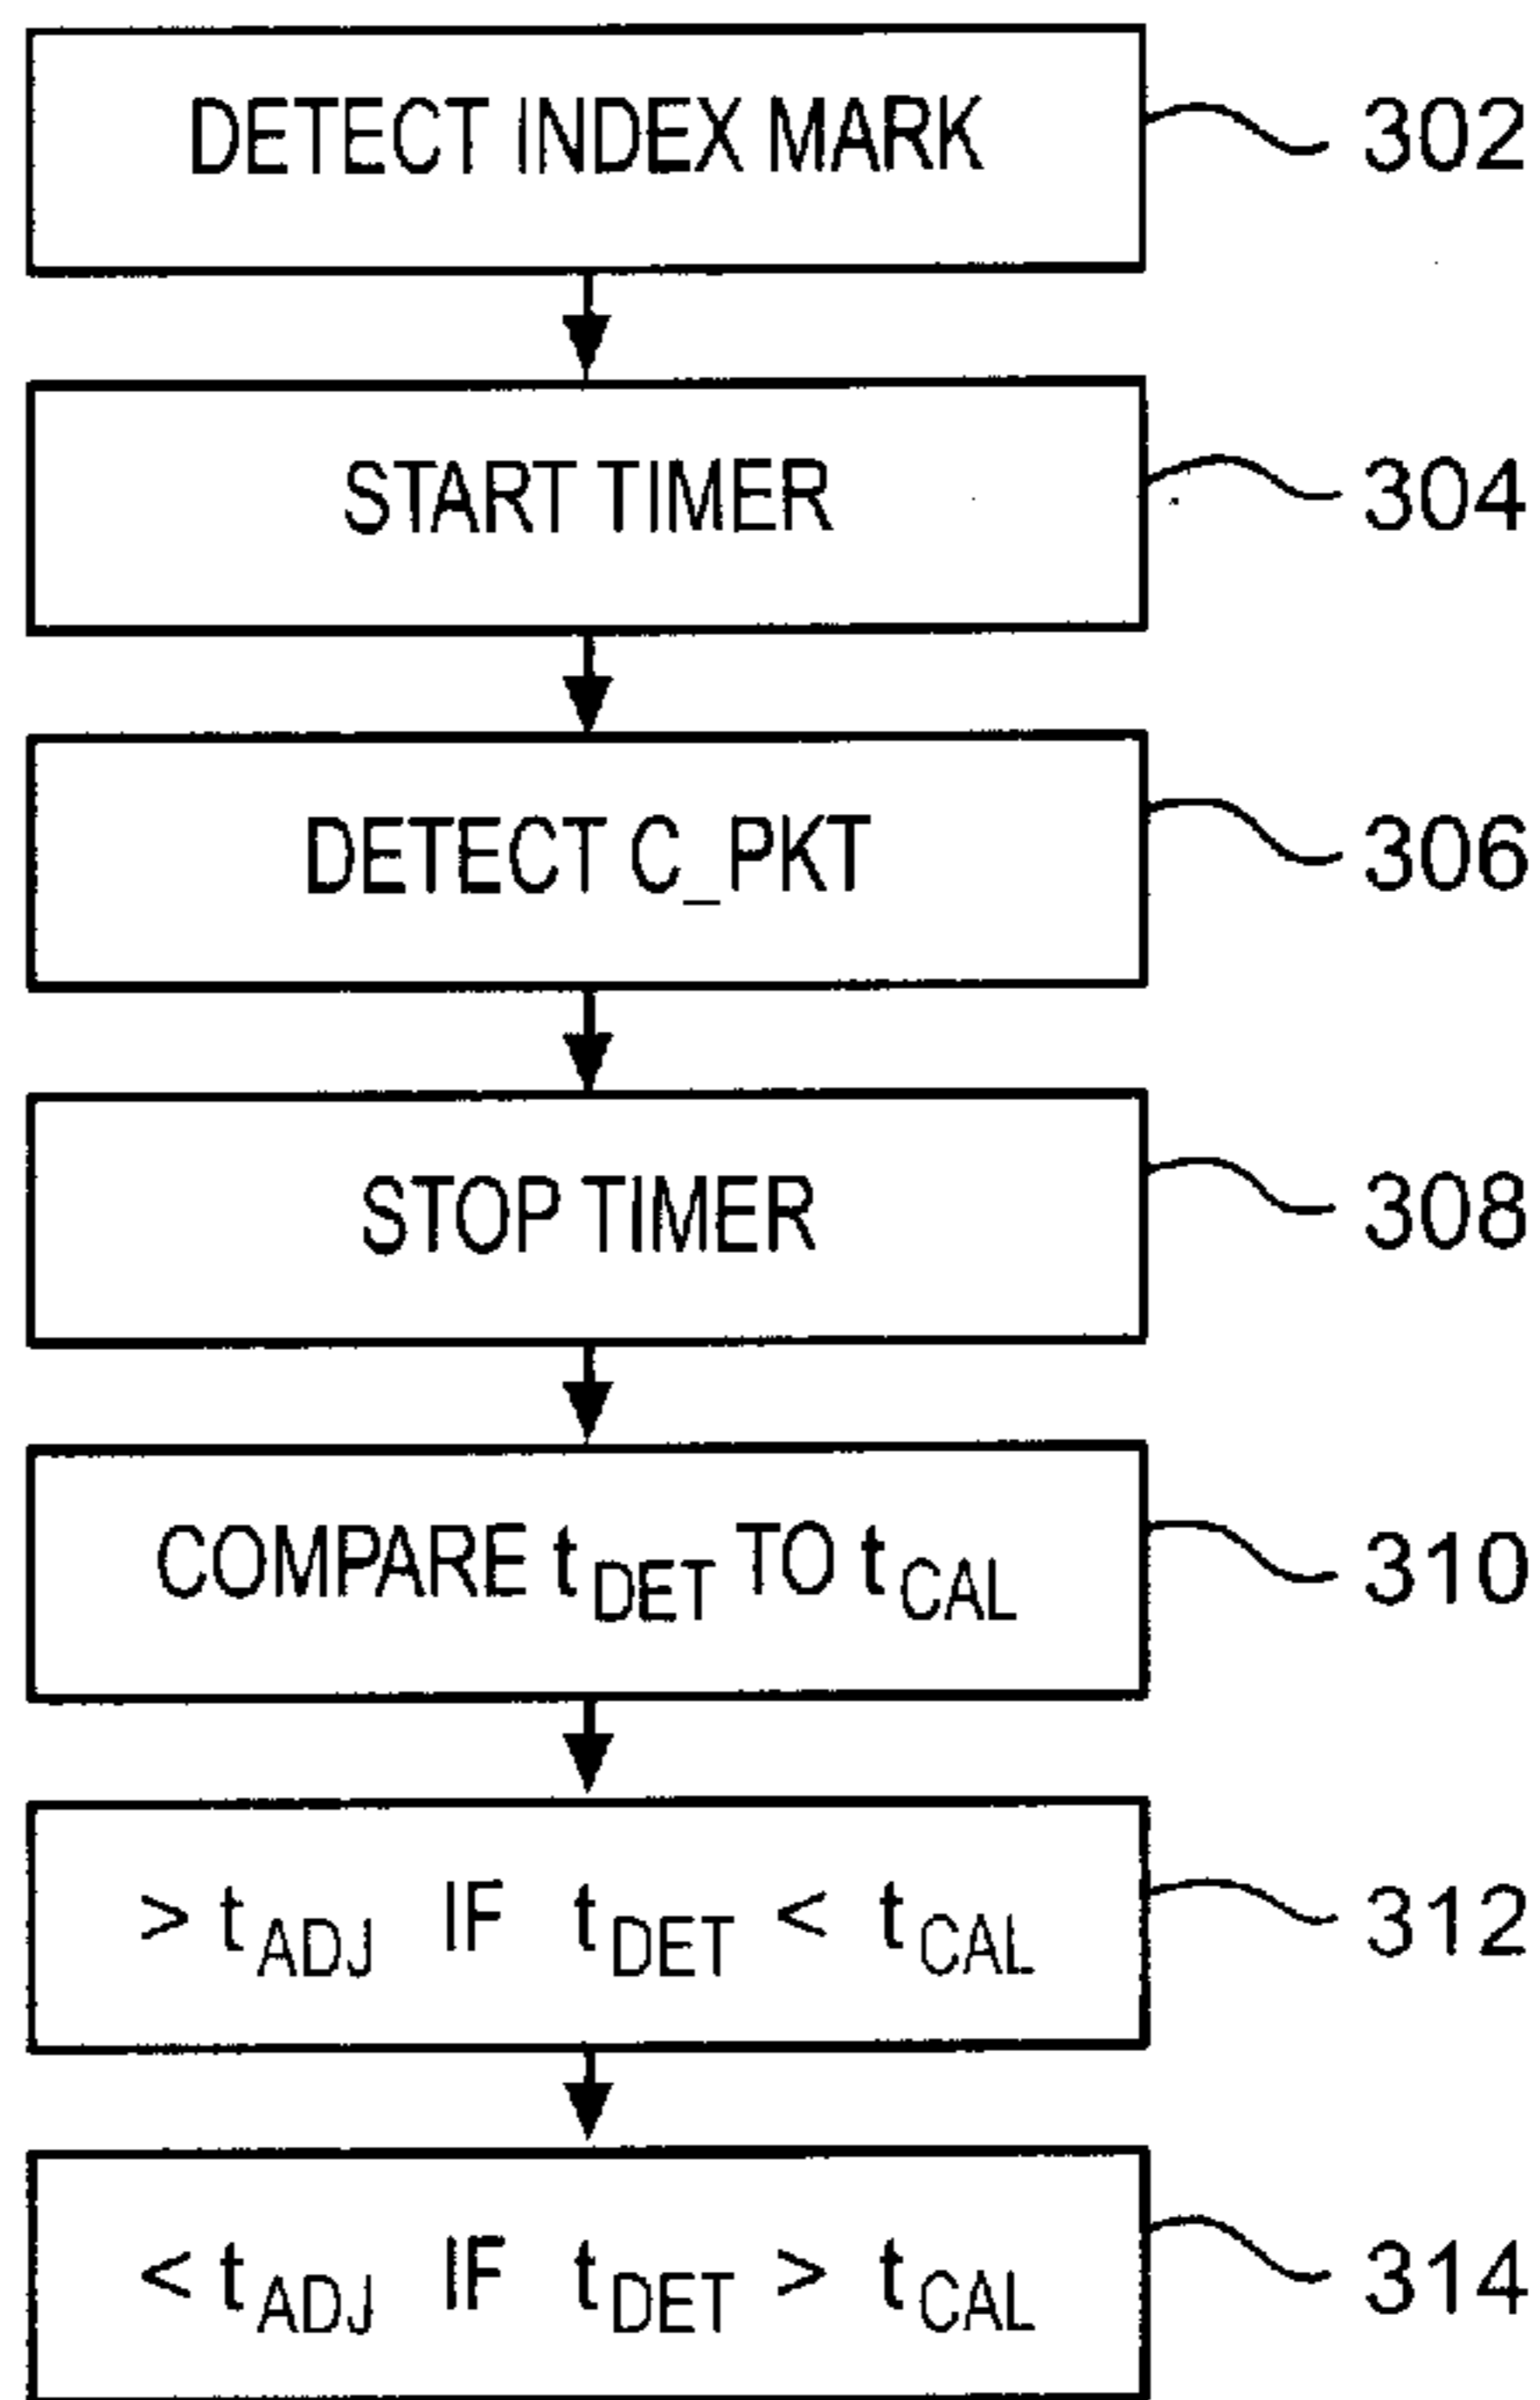 DETECT INDEX MARK 302
START TIMER 304
DETECT C_PKT 306
STOP TIMER 308
COMPARE tDET TO tCAL 310
> tADJ IF tDET < tCAL 312
< tADJ IF tDET > tCAL 314